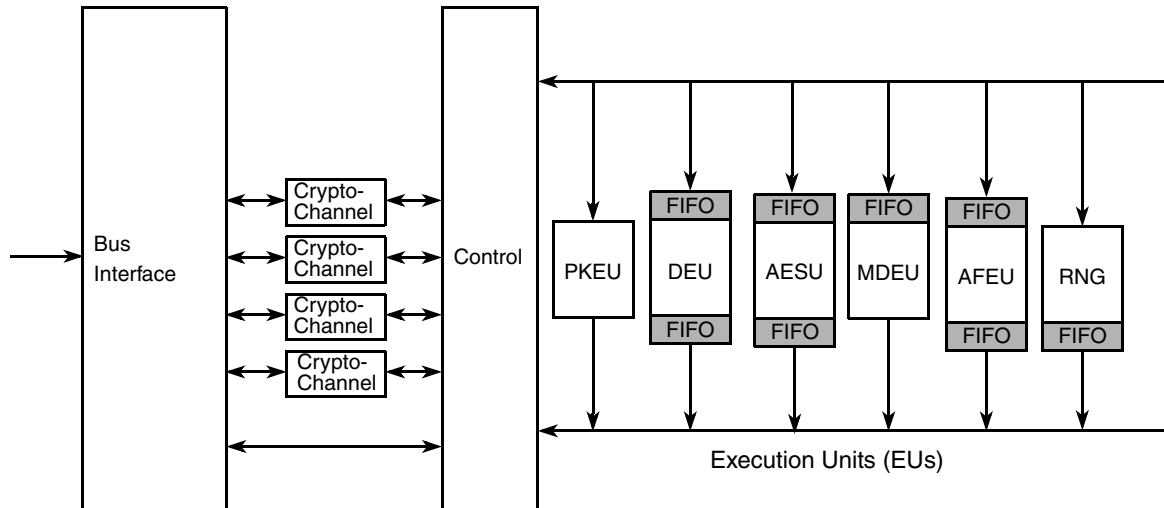 Bus
Interface
Crypto-
Channel
Crypto-
Channel
Crypto-
Channel
Crypto-
Channel
Control
PKEU
FIFO
DEU
FIFO
FIFO
AESU
FIFO
FIFO
MDEU
FIFO
AFEU
FIFO
RNG
FIFO
Execution Units (EUs)